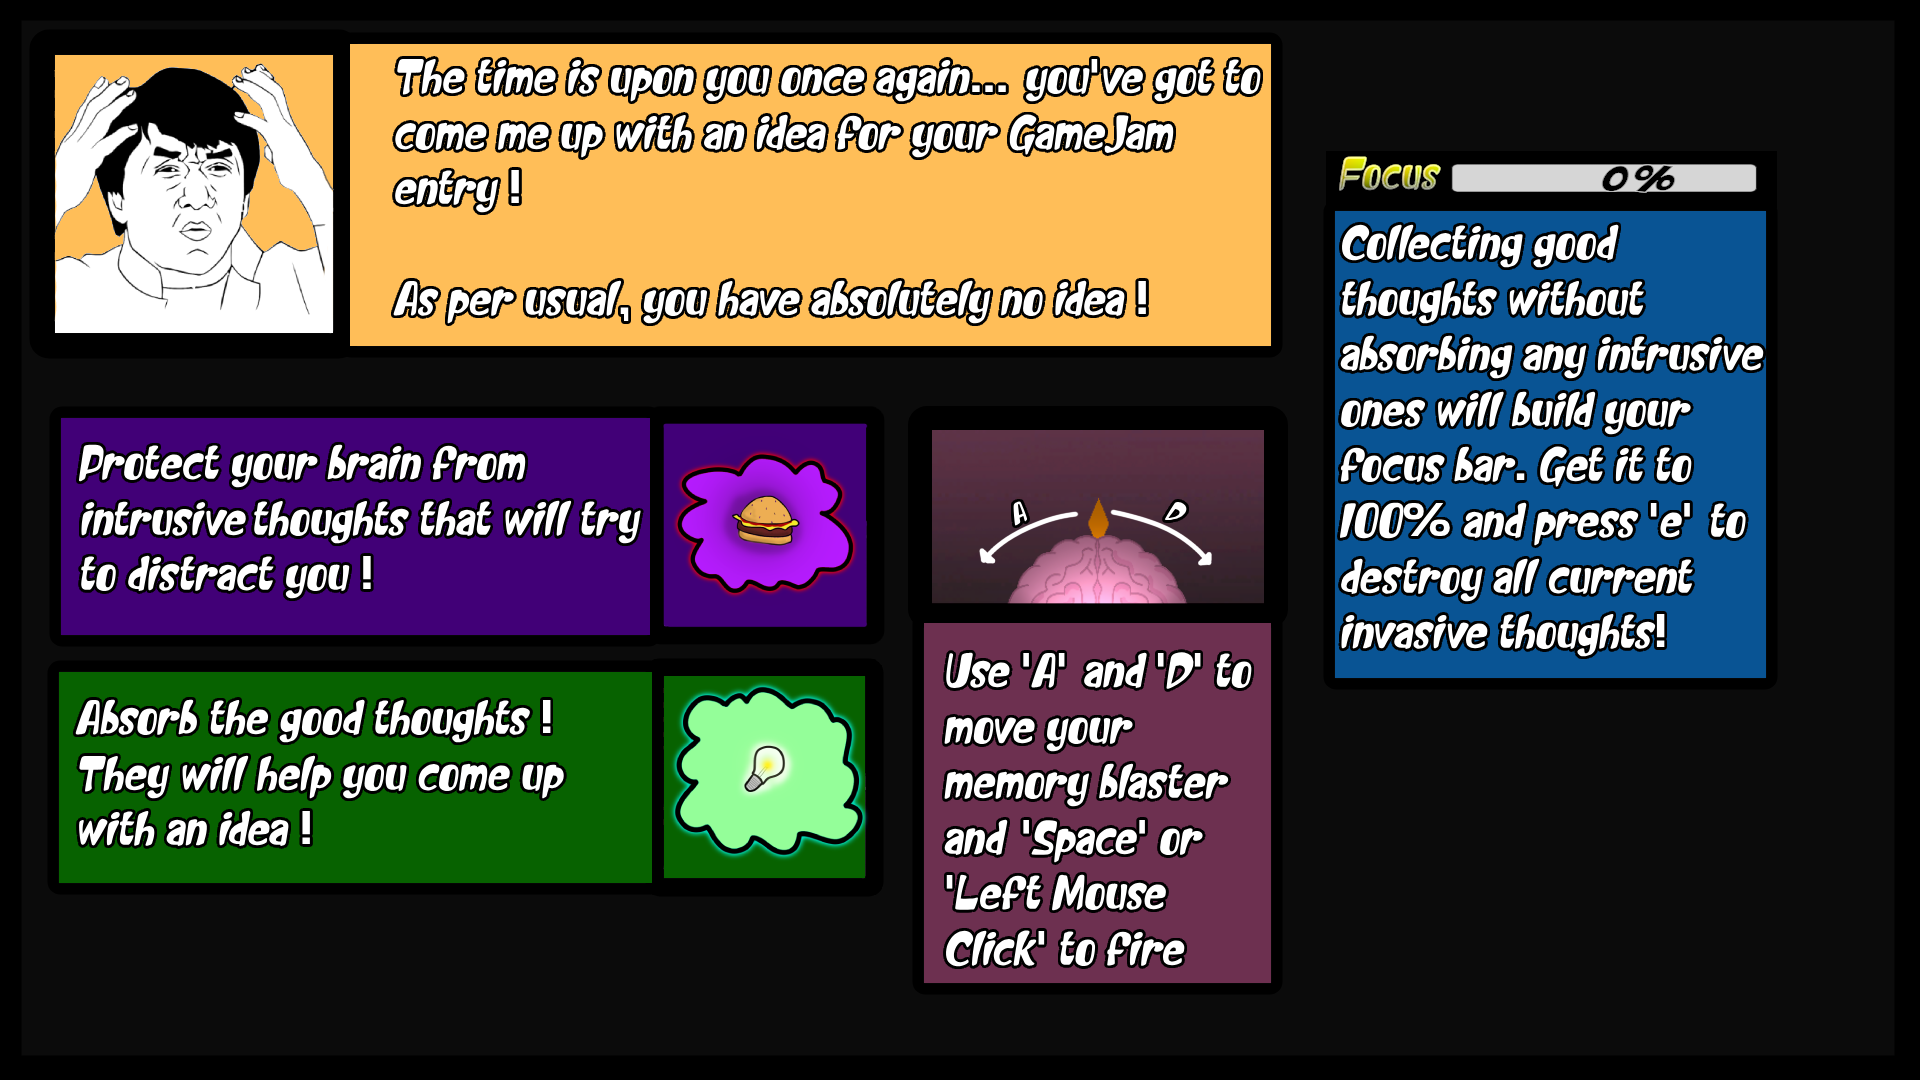 The time is upon you once again... you've got to
come me up with an idea for your GameJam
entry !
As per usual, you have absolutely no idea !
Protect your brain from
intrusive thoughts that will try
to distract you !
Absorb the good thoughts !
They will help you come up
with an idea !
A
D
Use 'A' and 'D' to
move your
memory blaster
and 'Space' or
'Left Mouse
Click' to fire
Focus 0%
Collecting good
thoughts without
absorbing any intrusive
ones will build your
focus bar. Get it to
100% and press 'e' to
destroy all current
invasive thoughts!